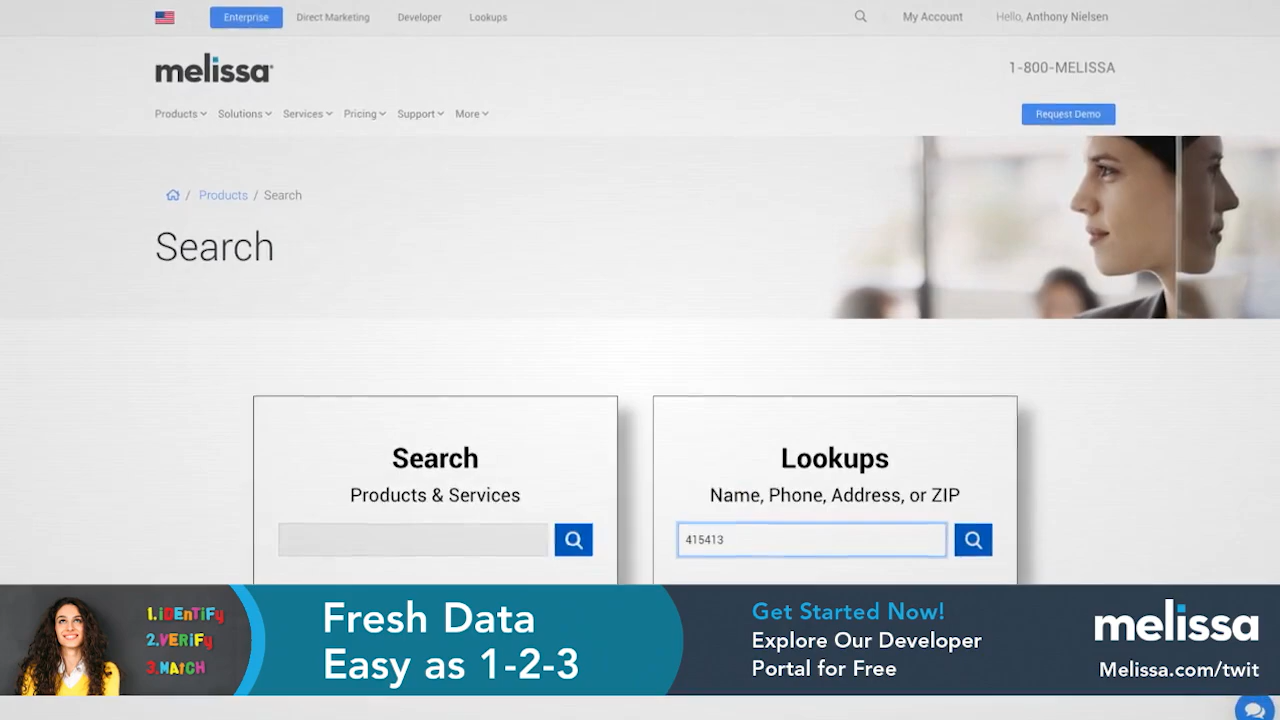 Enterprise Direct Marketing Developer Lookups My Account Hello, Anthony Nielsen
melissa
1-800-MELISSA
Products Solutions Services Pricing Support More Request Demo
/ Products / Search
Search
Search
Products & Services
Lookups
Name, Phone, Address, or ZIP
415413
1.iDEnTiFy
2.VERiFy
3.MAtCH
Fresh Data
Easy as 1-2-3
Get Started Now!
Explore Our Developer
Portal for Free
melissa
Melissa.com/twit